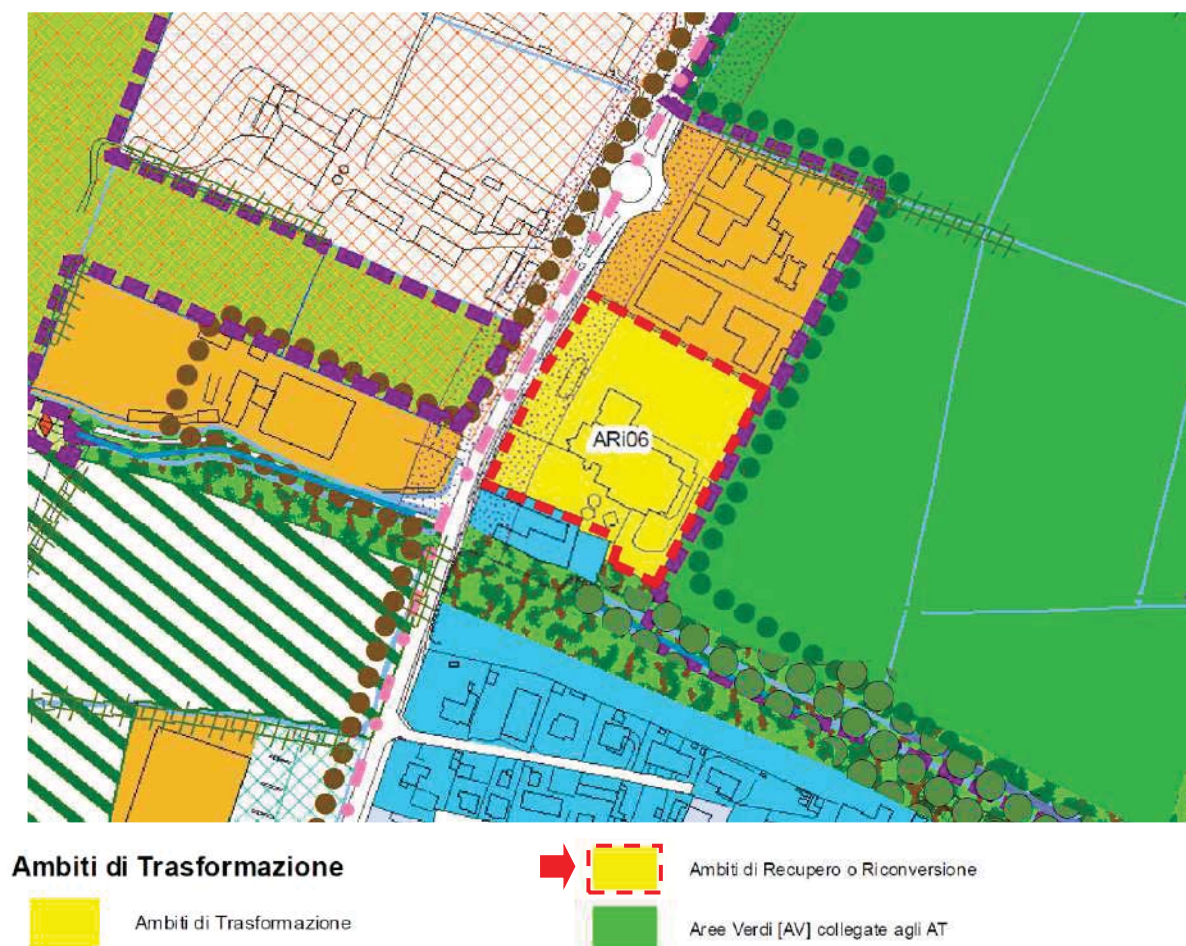 ARi06
Ambiti di Trasformazione
Ambiti di Recupero o Riconversione
Ambiti di Trasformazione
Aree Verdi [AV] collegate agli AT